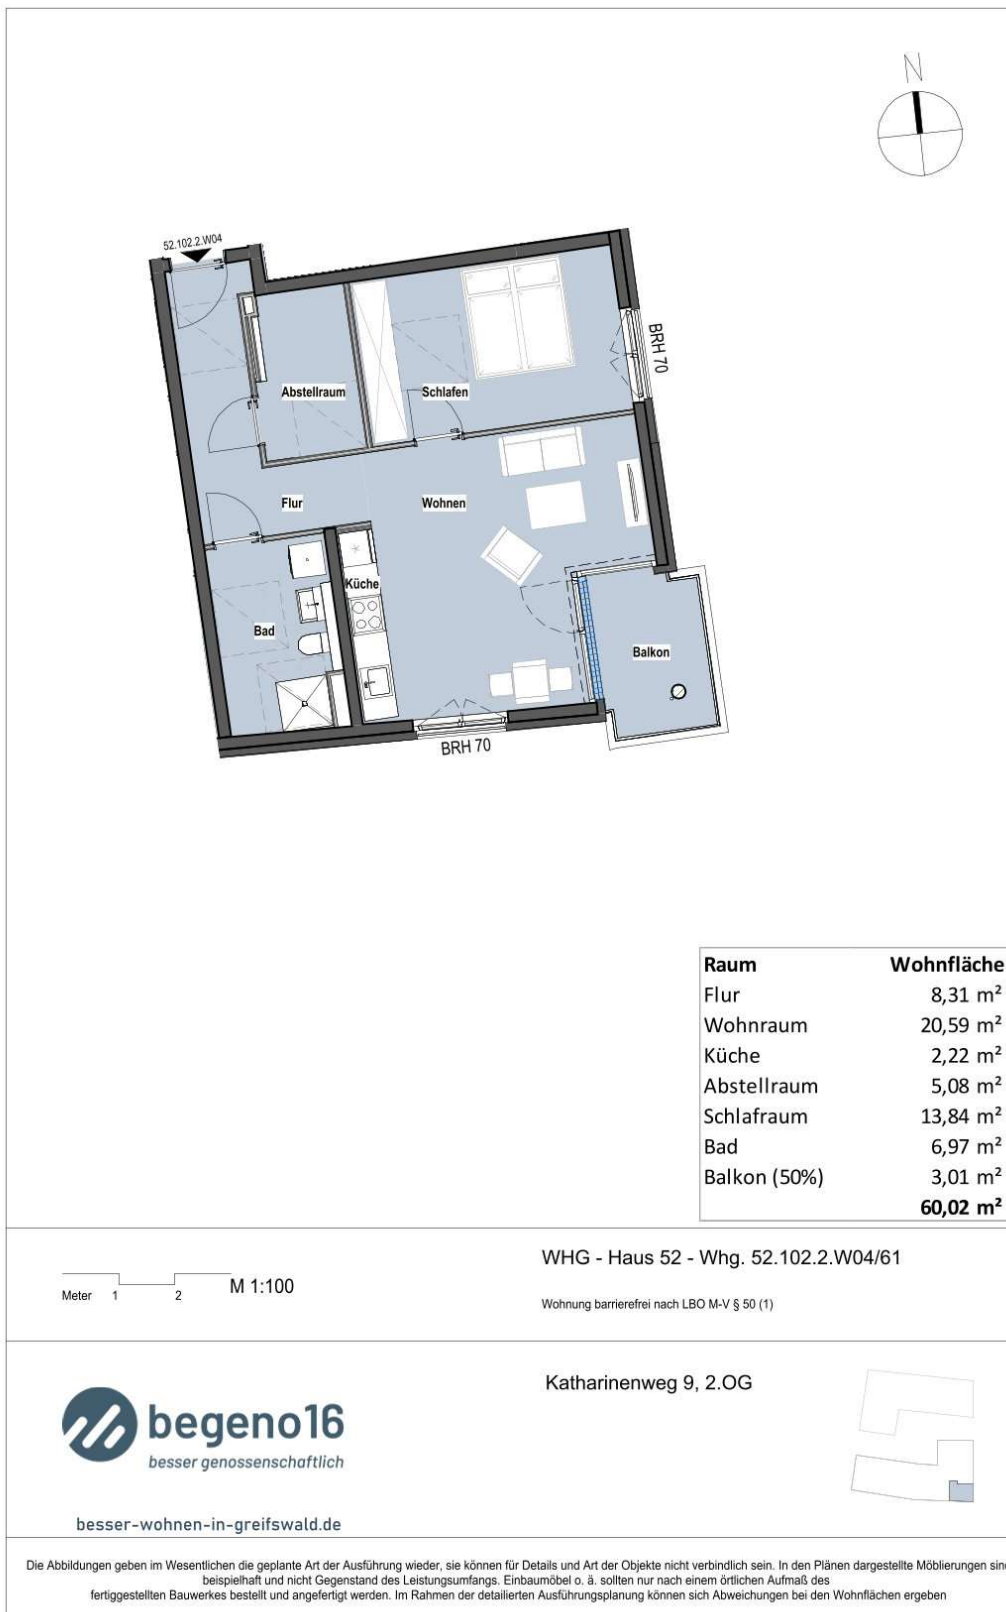 N
52.102.2.W04
BRH 70
Abstellraum
Schlafen
Flur
Wohnen
Küche
Bad
Balkon
BRH 70
Raum Wohnfläche
Flur 8,31 m²
Wohnraum 20,59 m²
Küche 2,22 m²
Abstellraum 5,08 m²
Schlafraum 13,84 m²
Bad 6,97 m²
Balkon (50%) 3,01 m²
60,02 m²
WHG - Haus 52 - Whg. 52.102.2.W04/61
Meter 1 2 M 1:100
Wohnung barrierefrei nach LBO M-V § 50 (1)
Katharinenweg 9, 2.OG
begeno16
besser genossenschaftlich
besser-wohnen-in-greifswald.de
Die Abbildungen geben im Wesentlichen die geplante Art der Ausführung wieder, sie können für Details und Art der Objekte nicht verbindlich sein. In den Plänen dargestellte Möblierungen sind
beispielhaft und nicht Gegenstand des Leistungsumfangs. Einbaumöbel o. ä. sollten nur nach einem örtlichen Aufmaß des
fertiggestellten Bauwerkes bestellt und angefertigt werden. Im Rahmen der detailierten Ausführungsplanung können sich Abweichungen bei den Wohnflächen ergeben